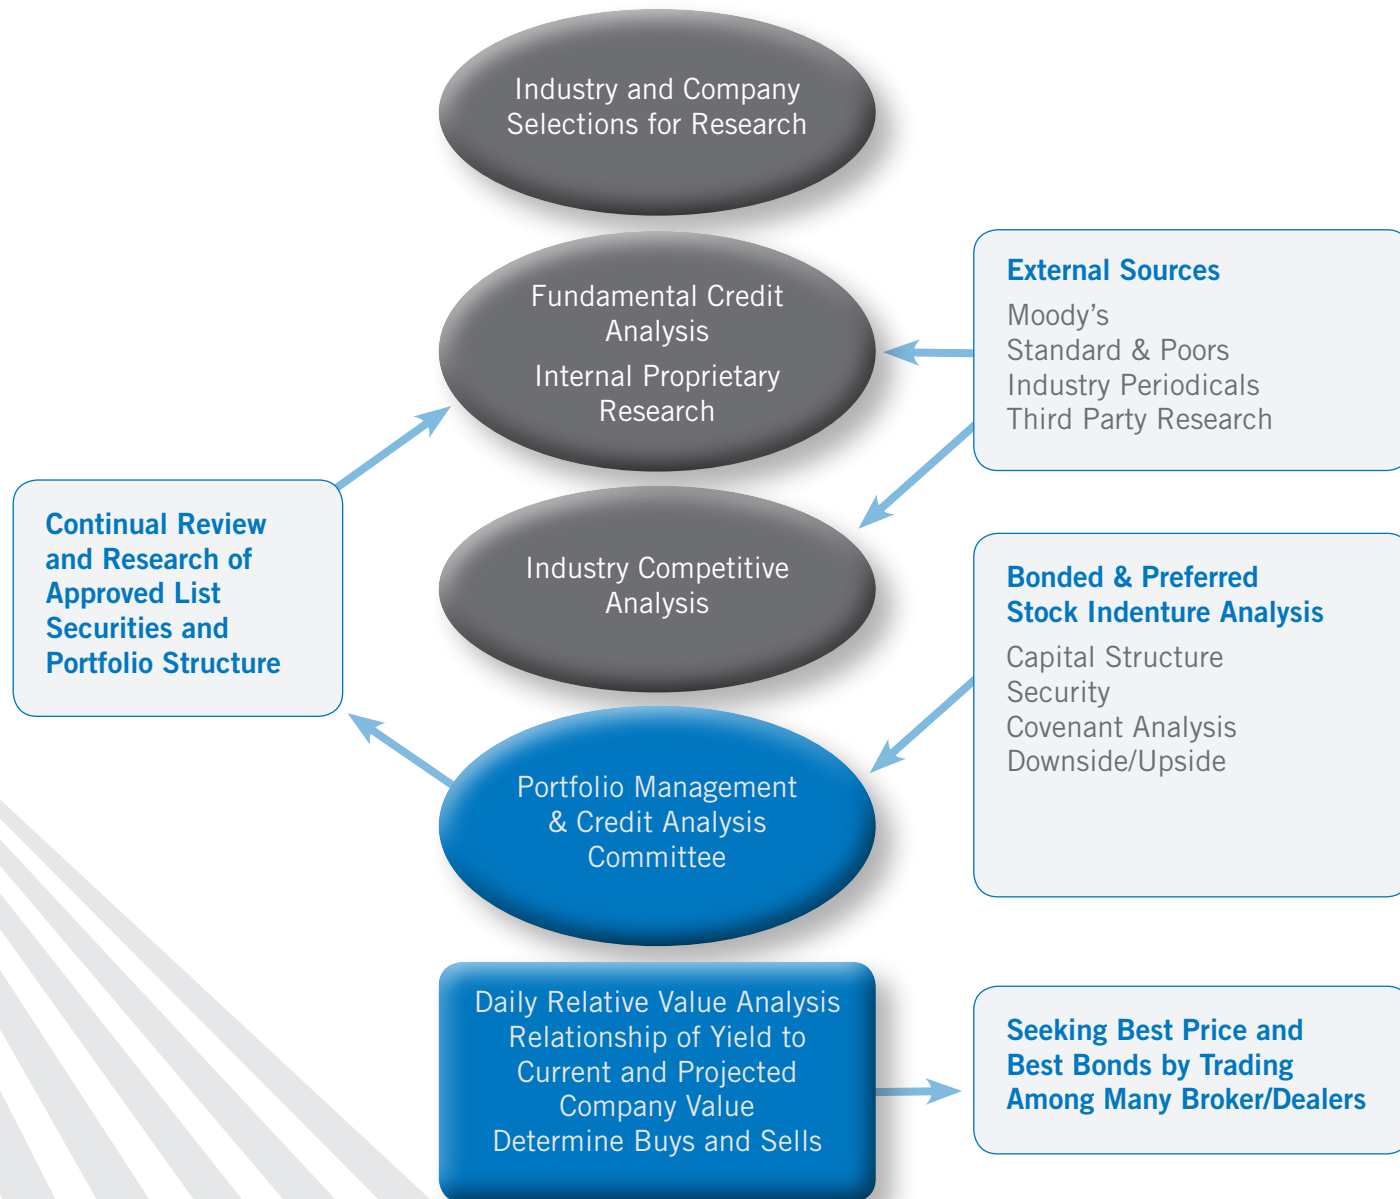 Industry and Company
Selections for Research
Fundamental Credit
Analysis
Internal Proprietary
Research
External Sources
Moody’s
Standard & Poors
Industry Periodicals
Third Party Research
Continual Review
and Research of
Approved List
Securities and
Portfolio Structure
Industry Competitive
Analysis
Bonded & Preferred
Stock Indenture Analysis
Capital Structure
Security
Covenant Analysis
Downside/Upside
Portfolio Management
& Credit Analysis
Committee
Daily Relative Value Analysis
Relationship of Yield to
Current and Projected
Company Value
Determine Buys and Sells
Seeking Best Price and
Best Bonds by Trading
Among Many Broker/Dealers